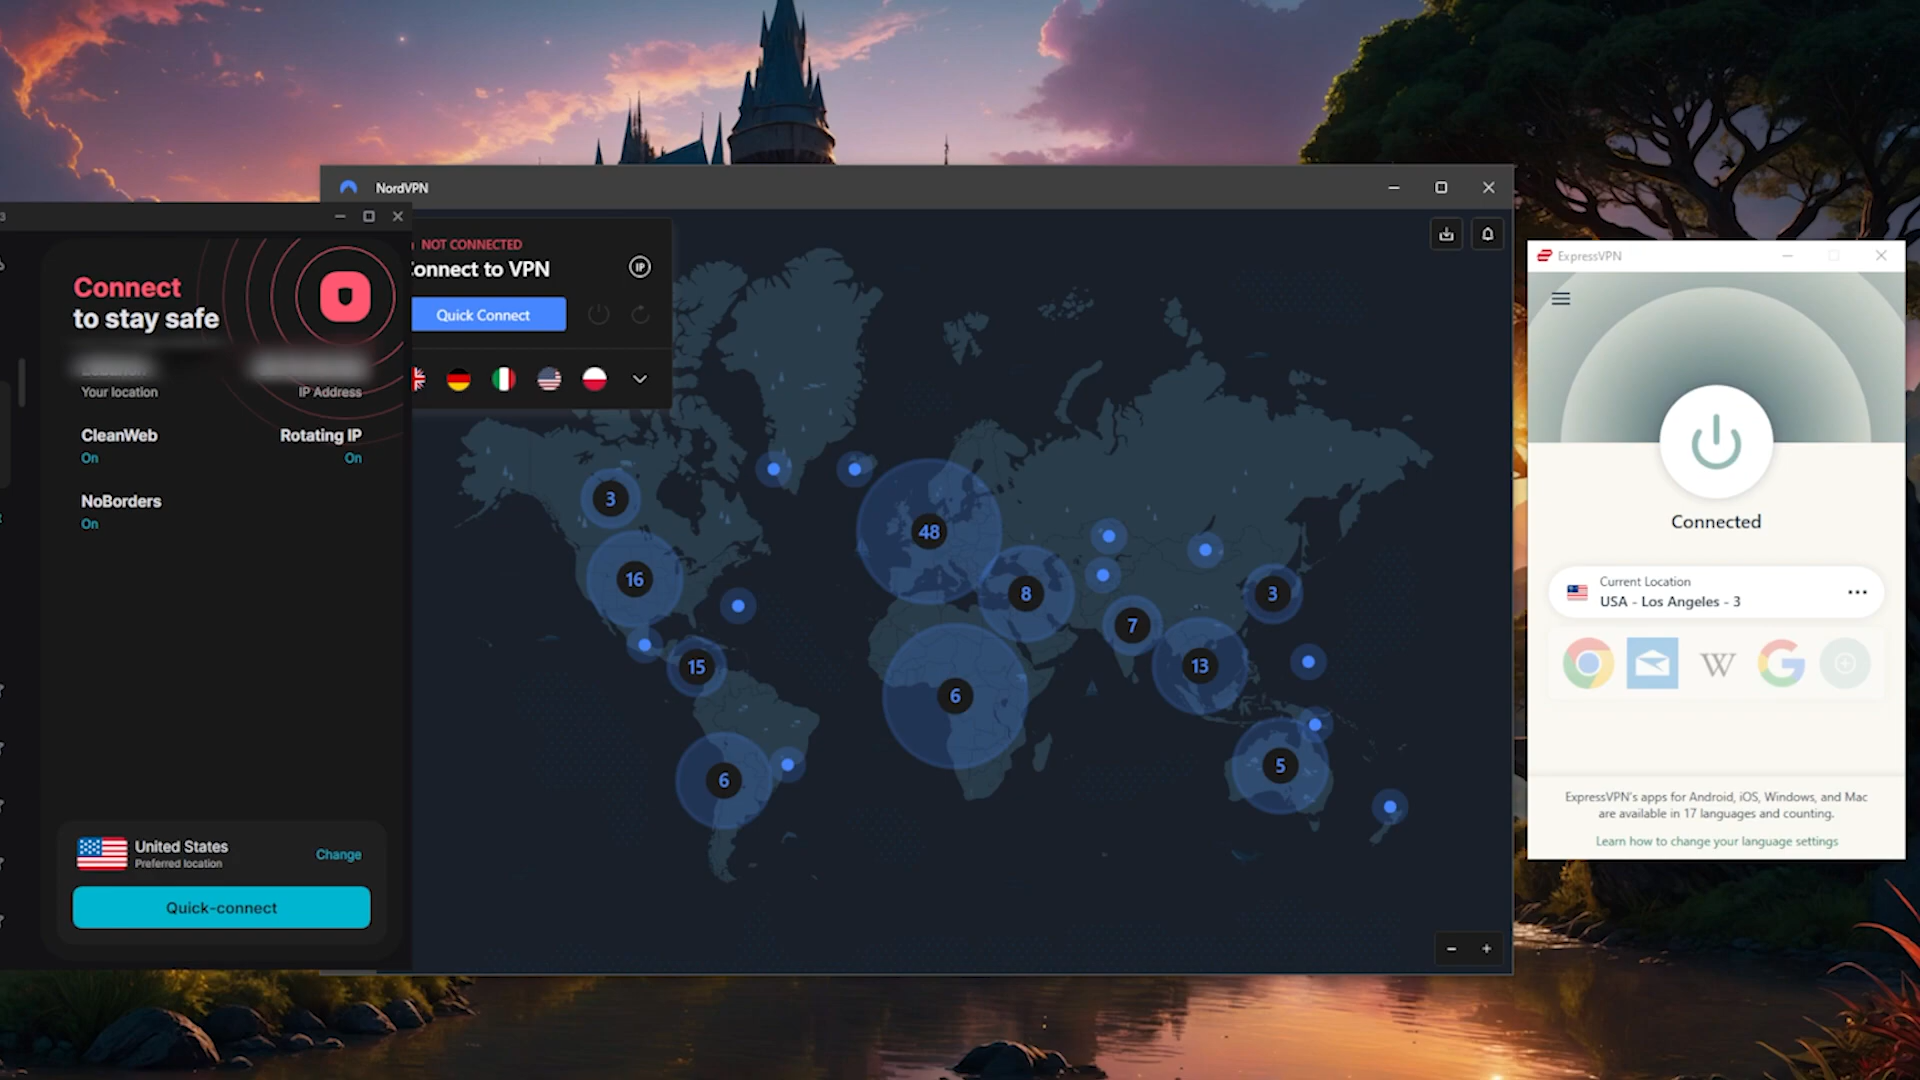 NordVPN
3
NOT CONNECTED
onnect to VPN
IP
Quick Connect
Connect
to stay safe
Your location
IP Address
CleanWeb
Rotating IP
On
On
NoBorders
On
United States
Preferred location
Change
Quick-connect
3
16
15
6
48
8
6
7
13
3
5
ExpressVPN
Connected
Current Location
USA - Los Angeles - 3
W
G
ExpressVPN's apps for Android, iOS, Windows, and Mac
are available in 17 languages and counting.
Learn how to change your language settings